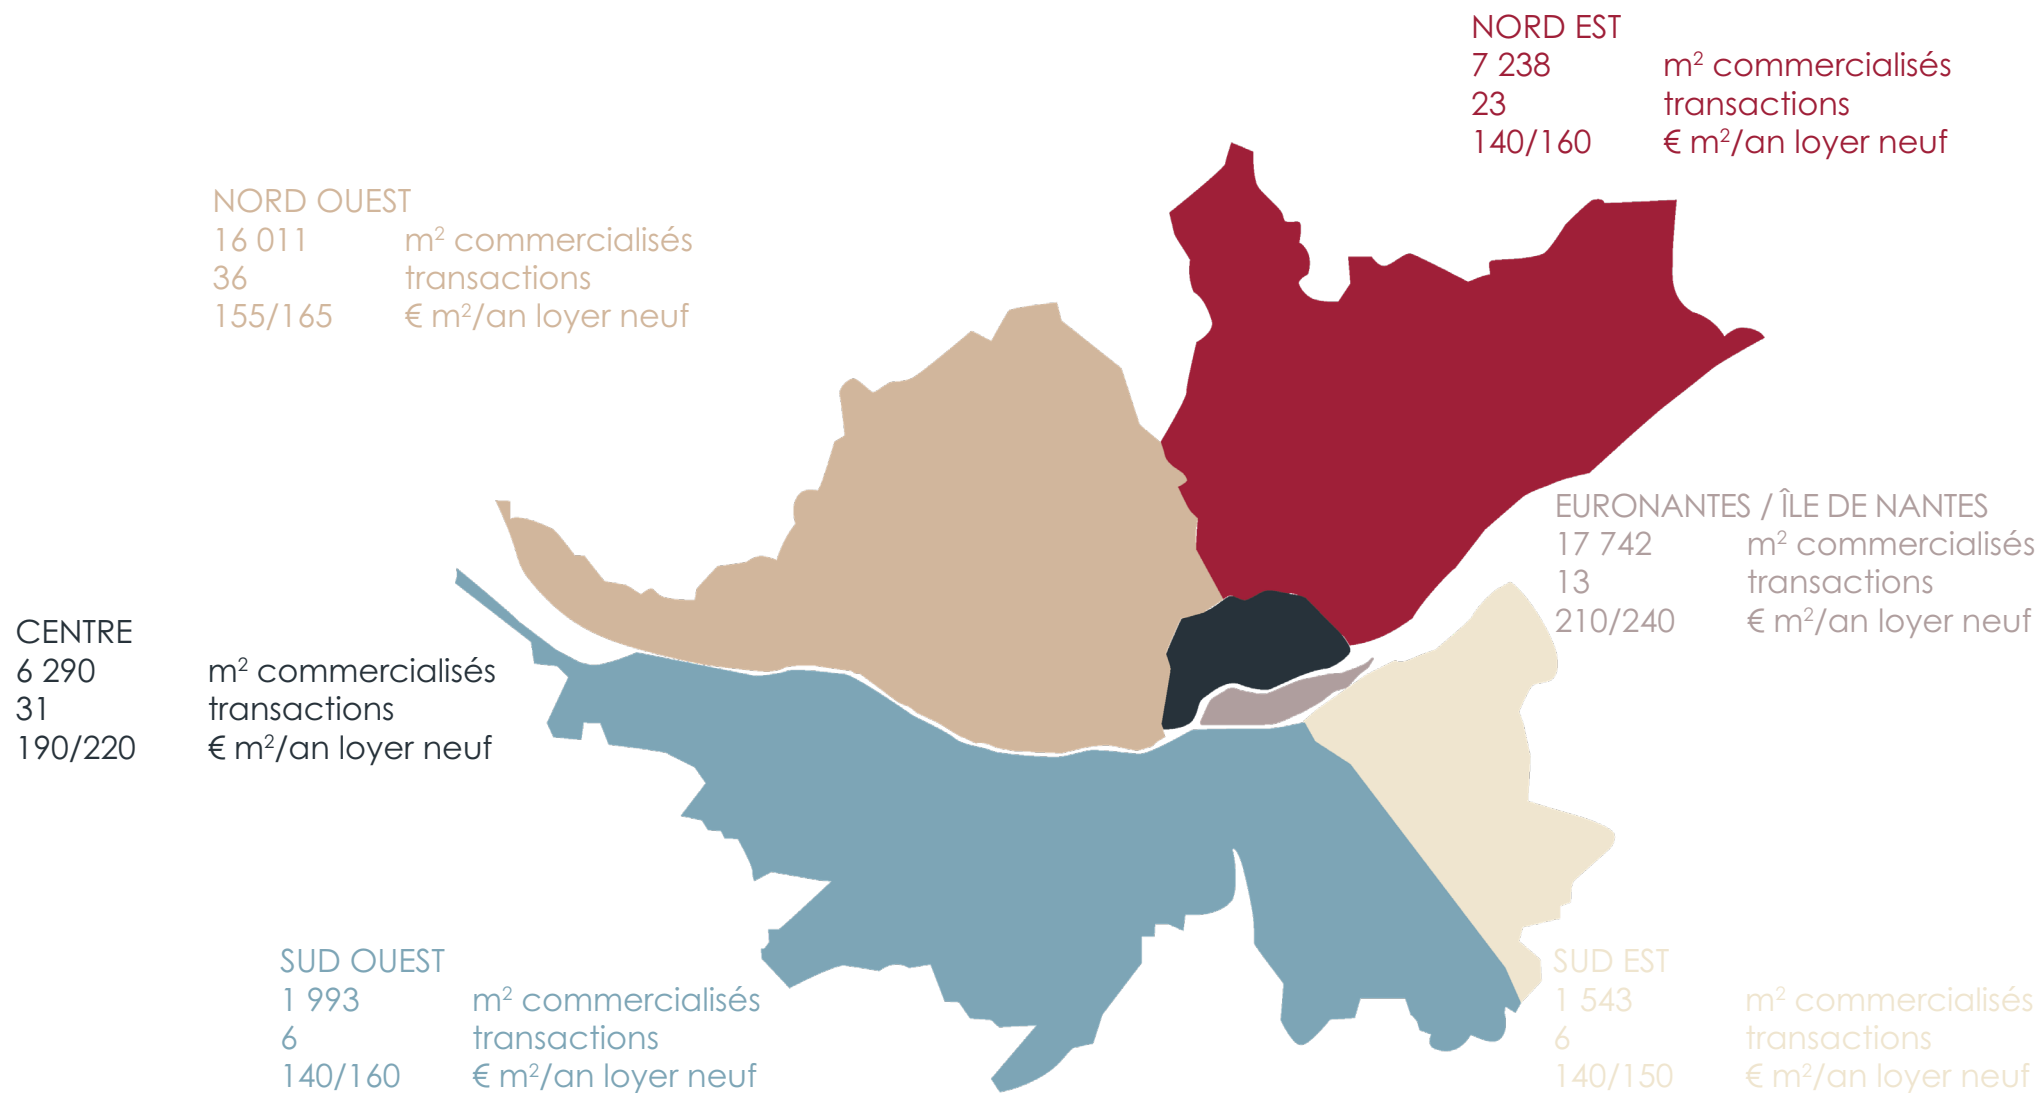 NORD EST
7 238 m² commercialisés
23 transactions
140/160 € m²/an loyer neuf
NORD OUEST
16 011 m² commercialisés
36 transactions
155/165 € m²/an loyer neuf
EURONANTES / ÎLE DE NANTES
17 742 m² commercialisés
13 transactions
210/240 € m²/an loyer neuf
CENTRE
6 290 m² commercialisés
31 transactions
190/220 € m²/an loyer neuf
SUD OUEST
1 993 m² commercialisés
6 transactions
140/160 € m²/an loyer neuf
SUD EST
1 543 m² commercialisés
6 transactions
140/150 € m²/an loyer neuf